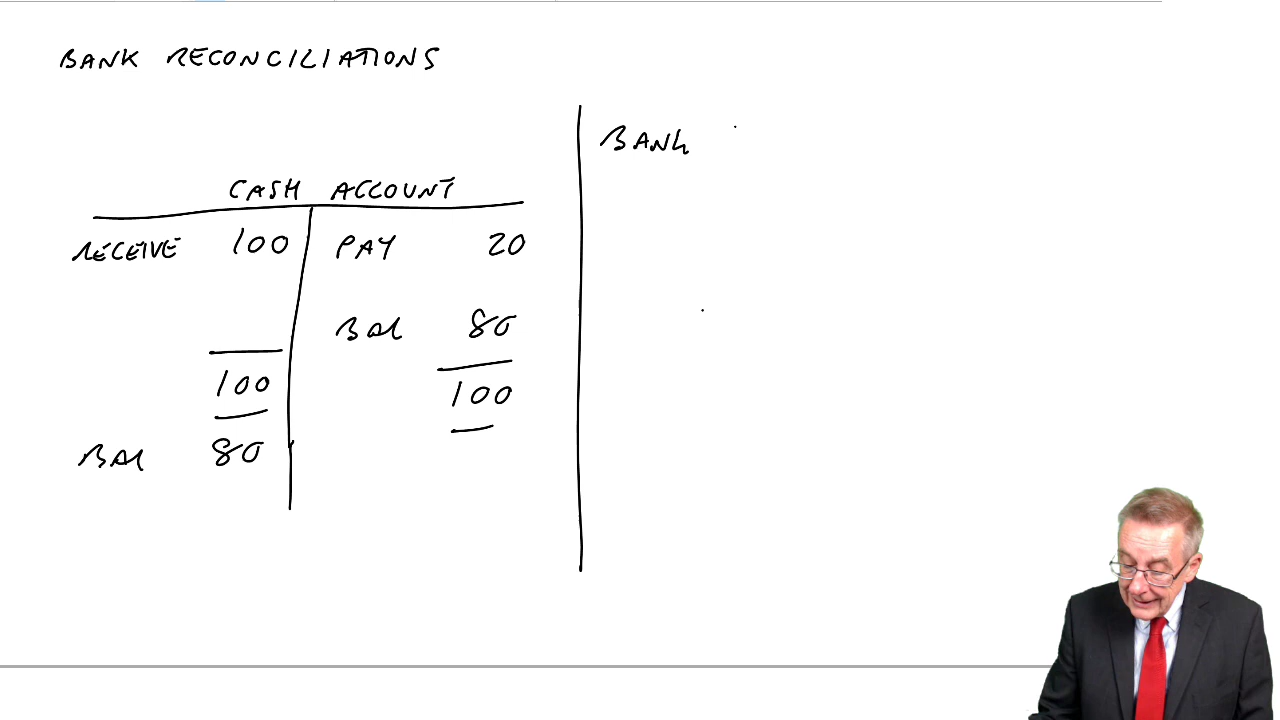 BANK RECONCILIATIONS
CASH ACCOUNT
RECEIVE 100 PAY 20
BAL 80
100 100
BAL 80
BANK